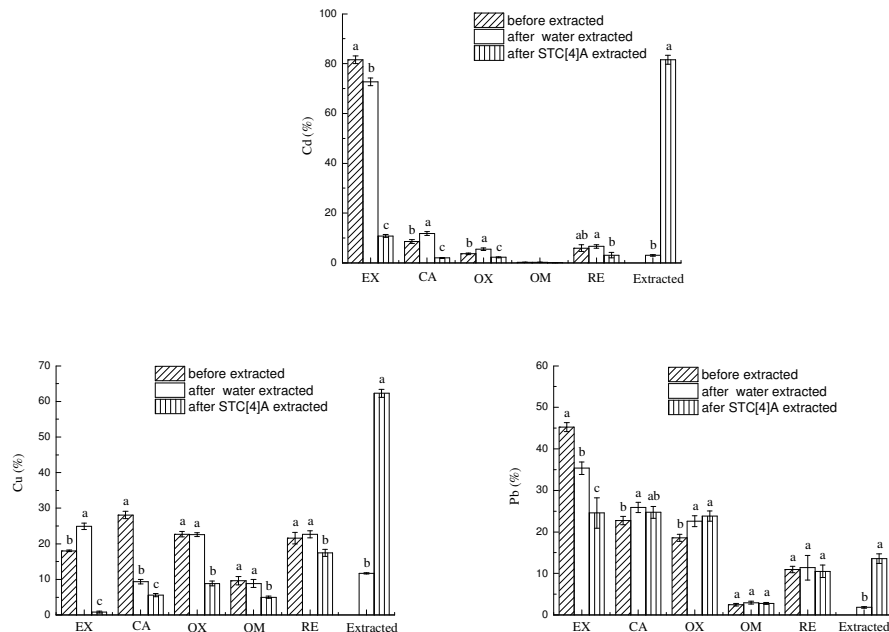 before extracted
after water extracted
after STC[4]A extracted
100
80
60
40
20
0
Cd (%)
a
b
c
b
a
c
b
a
c
ab
a
b
b
a
EX
CA
OX
OM
RE
Extracted
70
60
50
40
30
20
10
0
Cu (%)
before extracted
after water extracted
after STC[4]A extracted
b
a
c
a
b
c
a
a
b
a
a
b
a
a
b
b
a
EX
CA
OX
OM
RE
Extracted
60
50
40
30
20
10
0
Pb (%)
before extracted
after water extracted
afer STC[4]A extracted
a
b
c
b
a
ab
b
a
a
a
a
a
a
a
a
b
a
EX
CA
OX
OM
RE
Extracted